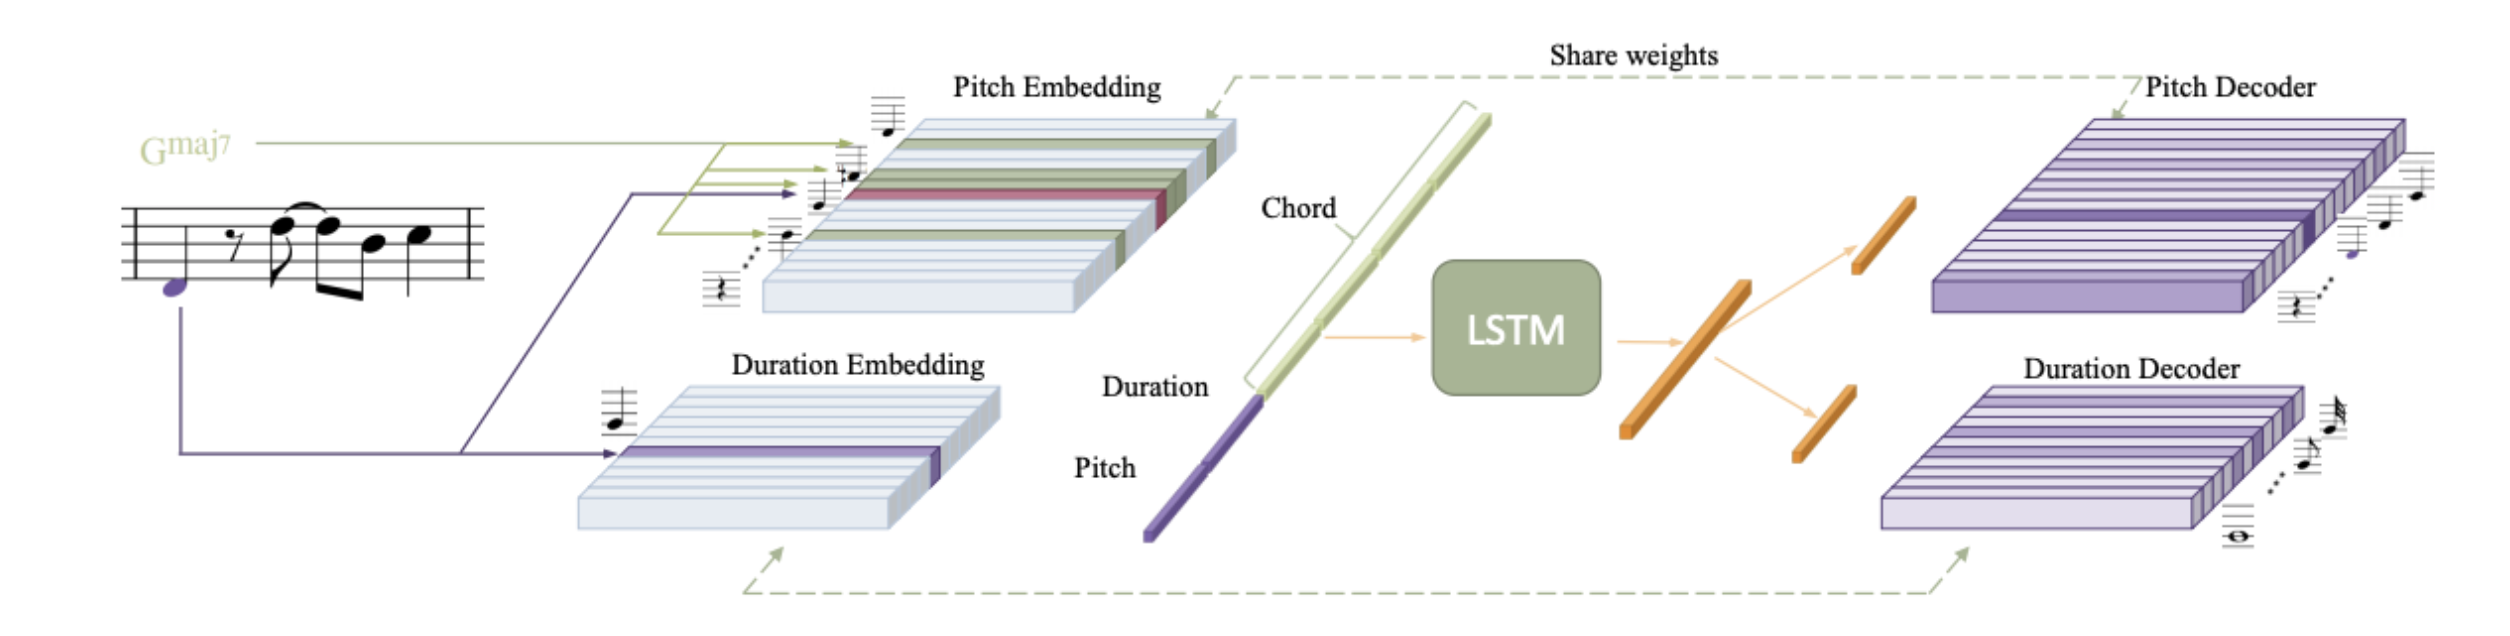 Share weights
Pitch Embedding
Pitch Decoder
Gmaj7
Chord
LSTM
Duration Embedding
Duration
Duration Decoder
Pitch